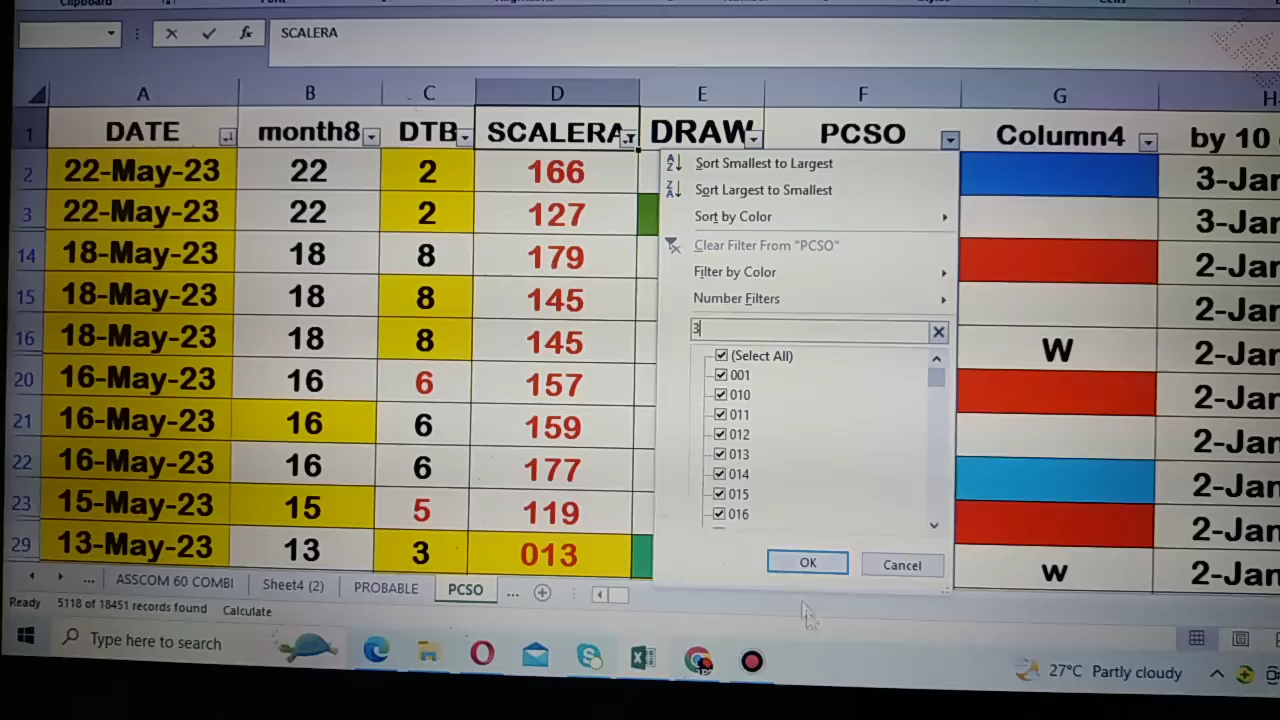 SCALERA
A B C D E F G
1 DATE month8 DTB SCALERA DRAW PCSO Column4 by 10
2 22-May-23 22 2 166 3-Jan
3 22-May-23 22 2 127 3-Jan
14 18-May-23 18 8 179 2-Jan
15 18-May-23 18 8 145 2-Jan
16 18-May-23 18 8 145 W 2-Jan
20 16-May-23 16 6 157 2-Jan
21 16-May-23 16 6 159 2-Jan
22 16-May-23 16 6 177 2-Jan
23 15-May-23 15 5 119 2-Jan
29 13-May-23 13 3 013 w 2-Jan
Sort Smallest to Largest
Sort Largest to Smallest
Sort by Color
Clear Filter From "PCSO"
Filter by Color
Number Filters
3
(Select All)
001
010
011
012
013
014
015
016
OK Cancel
... ASSCOM 60 COMBI Sheet4 (2) PROBABLE PCSO ...
Ready 5118 of 18451 records found Calculate
Type here to search 27°C Partly cloudy